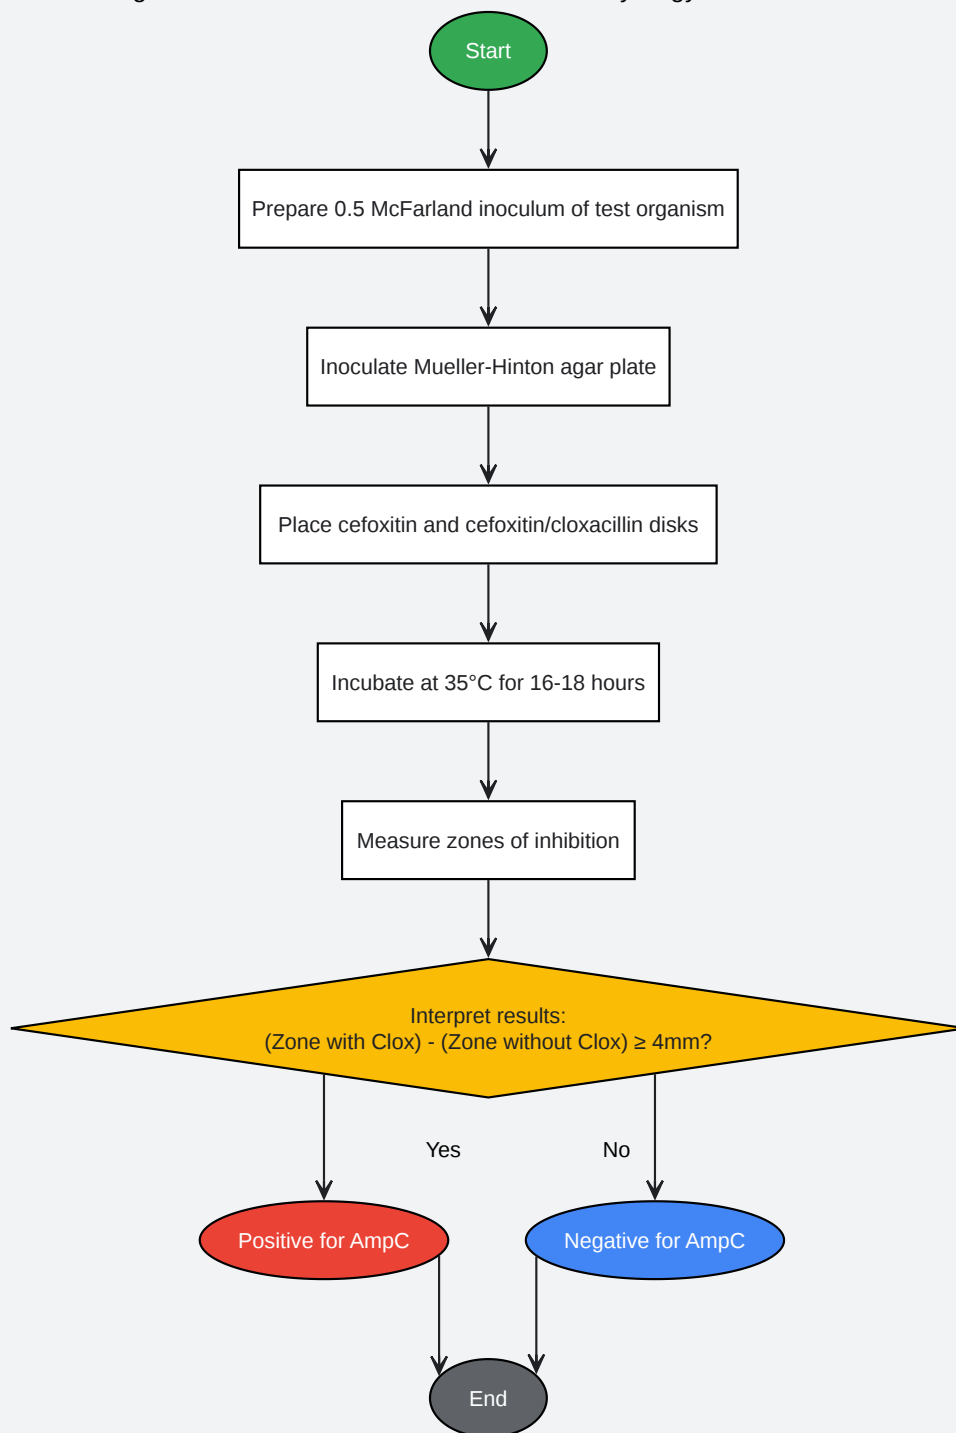 Start
Prepare 0.5 McFarland inoculum of test organism
Inoculate Mueller-Hinton agar plate
Place cefoxitin and cefoxitin/cloxacillin disks
Incubate at 35°C for 16-18 hours
Measure zones of inhibition
Interpret results:
(Zone with Clox) - (Zone without Clox) ≥ 4mm?
Yes
No
Positive for AmpC
Negative for AmpC
End